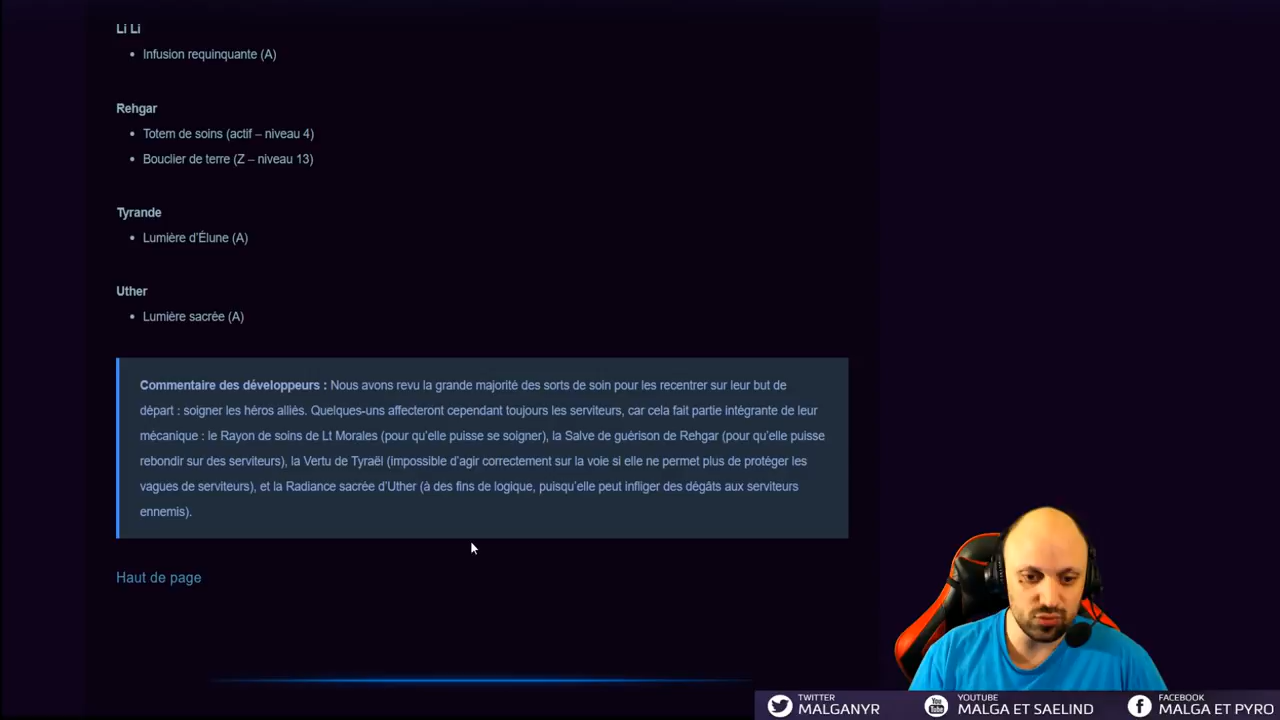 Li Li
Infusion requinquante (A)
Rehgar
Totem de soins (actif – niveau 4)
Bouclier de terre (Z – niveau 13)
Tyrande
Lumière d'Élune (A)
Uther
Lumière sacrée (A)
Commentaire des développeurs : Nous avons revu la grande majorité des sorts de soin pour les recentrer sur leur but de
départ : soigner les héros alliés. Quelques-uns affecteront cependant toujours les serviteurs, car cela fait partie intégrante de leur
mécanique : le Rayon de soins de Lt Morales (pour qu'elle puisse se soigner), la Salve de guérison de Rehgar (pour qu'elle puisse
rebondir sur des serviteurs), la Vertu de Tyraël (impossible d'agir correctement sur la voie si elle ne permet plus de protéger les
vagues de serviteurs), et la Radiance sacrée d'Uther (à des fins de logique, puisqu'elle peut infliger des dégâts aux serviteurs
ennemis).
Haut de page
TWITTER
MALGANYR
YOUTUBE
MALGA ET SAELIND
FACEBOOK
MALGA ET PYRO